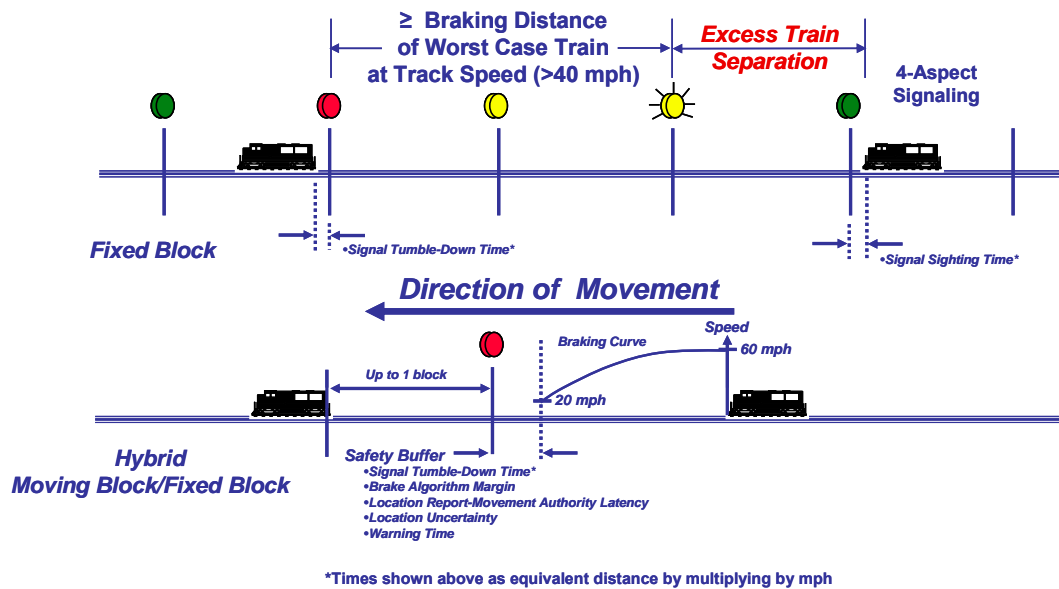 ≥ Braking Distance
of Worst Case Train
at Track Speed (>40 mph)
Excess Train
Separation
4-Aspect
Signaling
Fixed Block
•Signal Tumble-Down Time*
•Signal Sighting Time*
Direction of Movement
Speed
Braking Curve
60 mph
Up to 1 block
20 mph
Hybrid
Moving Block/Fixed Block
Safety Buffer
•Signal Tumble-Down Time*
•Brake Algorithm Margin
•Location Report-Movement Authority Latency
•Location Uncertainty
•Warning Time
*Times shown above as equivalent distance by multiplying by mph